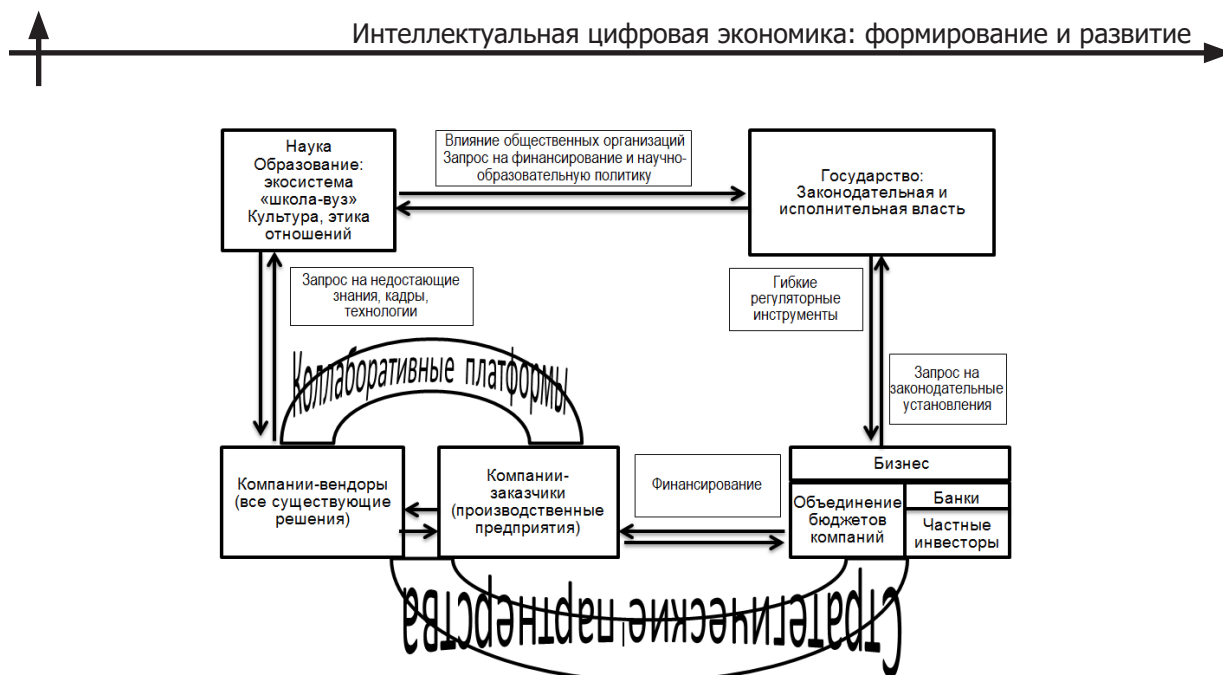 Интеллектуальная цифровая экономика: формирование и развитие
Наука
Образование:
экосистема
«школа-вуз»
Культура, этика
отношений
Влияние общественных организаций
Запрос на финансирование и научно-
образовательную политику
Государство:
Законодательная и
исполнительная власть
Запрос на недостающие
знания, кадры,
технологии
Гибкие
регуляторные
инструменты
Коллаборативные платформы
Запрос на
законодательные
установления
Компании-вендоры
(все существующие
решения)
Компании-
заказчики
(производственные
предприятия)
Финансирование
Бизнес
Объединение
бюджетов
компаний
Банки
Частные
инвесторы
Стратегические партнерства